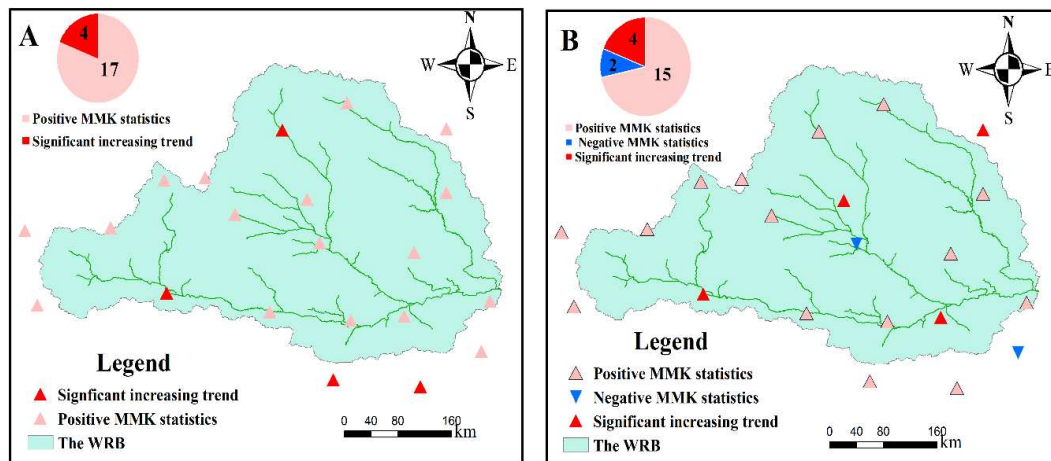 A
4
17
N
W
E
S
Positive MMK statistics
Significant increasing trend
Legend
Signficant increasing trend
Positive MMK statistics
The WRB
0 40 80 120 160
km
B
4
2
15
N
W
E
S
Positive MMK statistics
Negative MMK statistics
Significant increasing trend
Legend
Positive MMK statistics
Negative MMK statistics
Significant increasing trend
The WRB
0 40 80 120 160
km